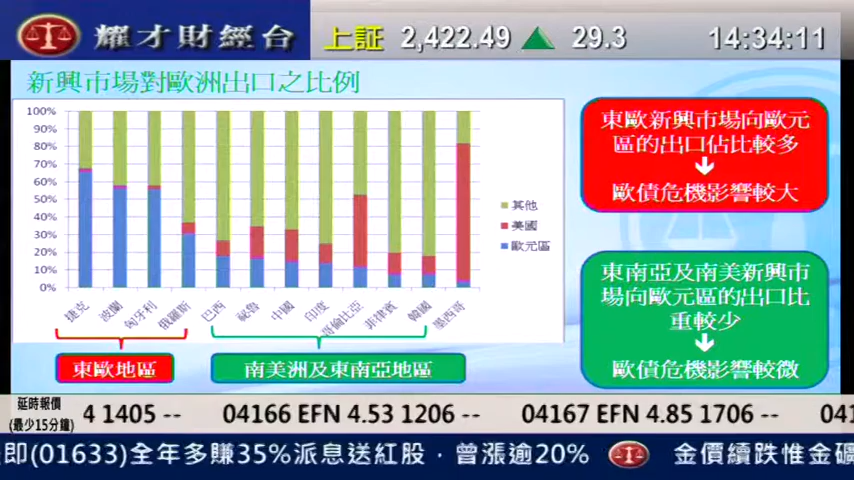 耀才財經台
上証 2,422.49 29.3 14:34:11
新興市場對歐洲出口之比例
100%
90%
80%
70%
60%
50%
40%
30%
20%
10%
0%
其他
美國
歐元區
捷克
波蘭
匈牙利
俄羅斯
巴西
秘魯
中國
印度
哥倫比亞
菲律賓
韓國
墨西哥
東歐地區
南美洲及東南亞地區
東歐新興市場向歐元
區的出口佔比較多
歐債危機影響較大
東南亞及南美新興市
場向歐元區的出口比
重較少
歐債危機影響較微
延時報價
(最少15分鐘)
4 1405 -- 04166 EFN 4.53 1206 -- 04167 EFN 4.85 1706 -- 041
即(01633)全年多賺35%派息送紅股，曾漲逾20% 金價續跌惟金礦